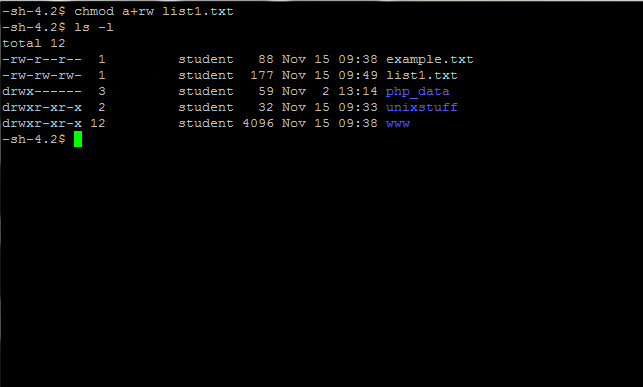 -sh-4.2$ chmod a+rw list1.txt
-sh-4.2$ ls -l
total 12
-rw-r--r--  1         student   88 Nov 15 09:38 example.txt
-rw-rw-rw-  1         student  177 Nov 15 09:49 list1.txt
drwx------  3         student   59 Nov  2 13:14 php_data
drwxr-xr-x  2         student   32 Nov 15 09:33 unixstuff
drwxr-xr-x 12         student 4096 Nov 15 09:38 www
-sh-4.2$